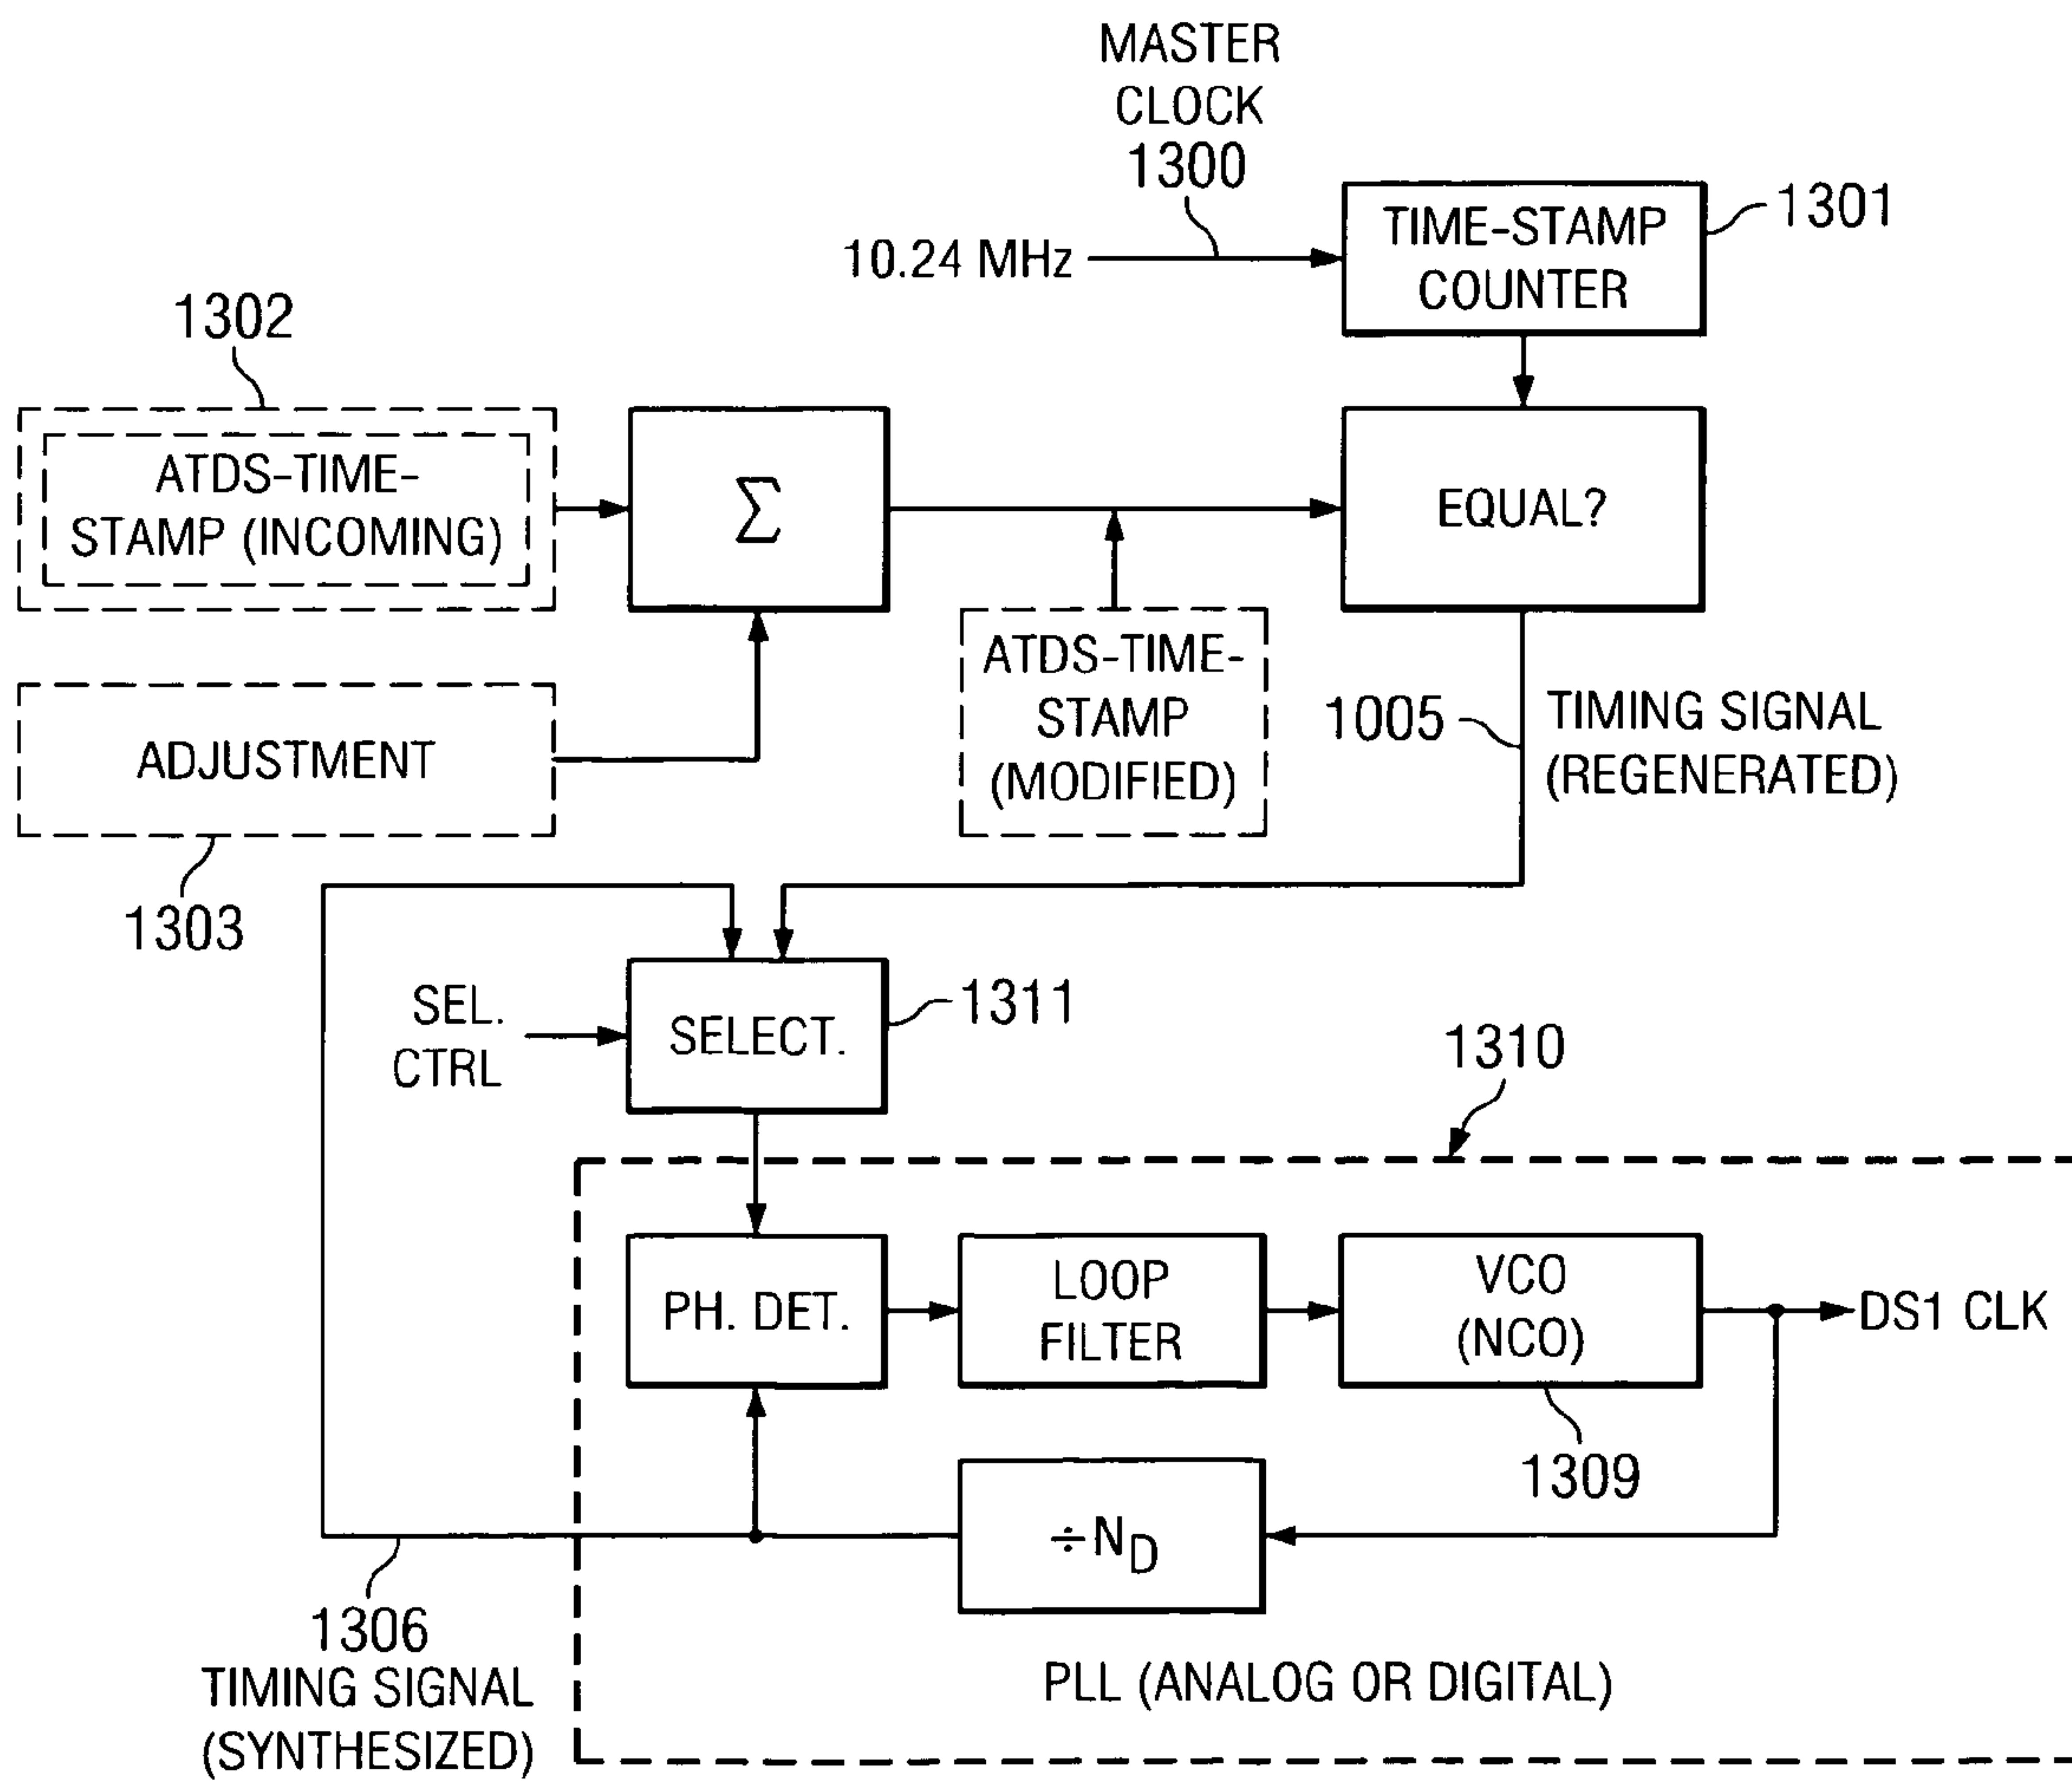 MASTER
CLOCK
1300
10.24 MHz
TIME-STAMP
COUNTER
1301
1302
ATDS-TIME-
STAMP (INCOMING)
Σ
EQUAL?
ADJUSTMENT
1303
ATDS-TIME-
STAMP
(MODIFIED)
1005
TIMING SIGNAL
(REGENERATED)
SEL.
CTRL
SELECT.
1311
1310
PH. DET.
LOOP
FILTER
VCO
(NCO)
DS1 CLK
1309
÷ND
1306
TIMING SIGNAL
(SYNTHESIZED)
PLL (ANALOG OR DIGITAL)